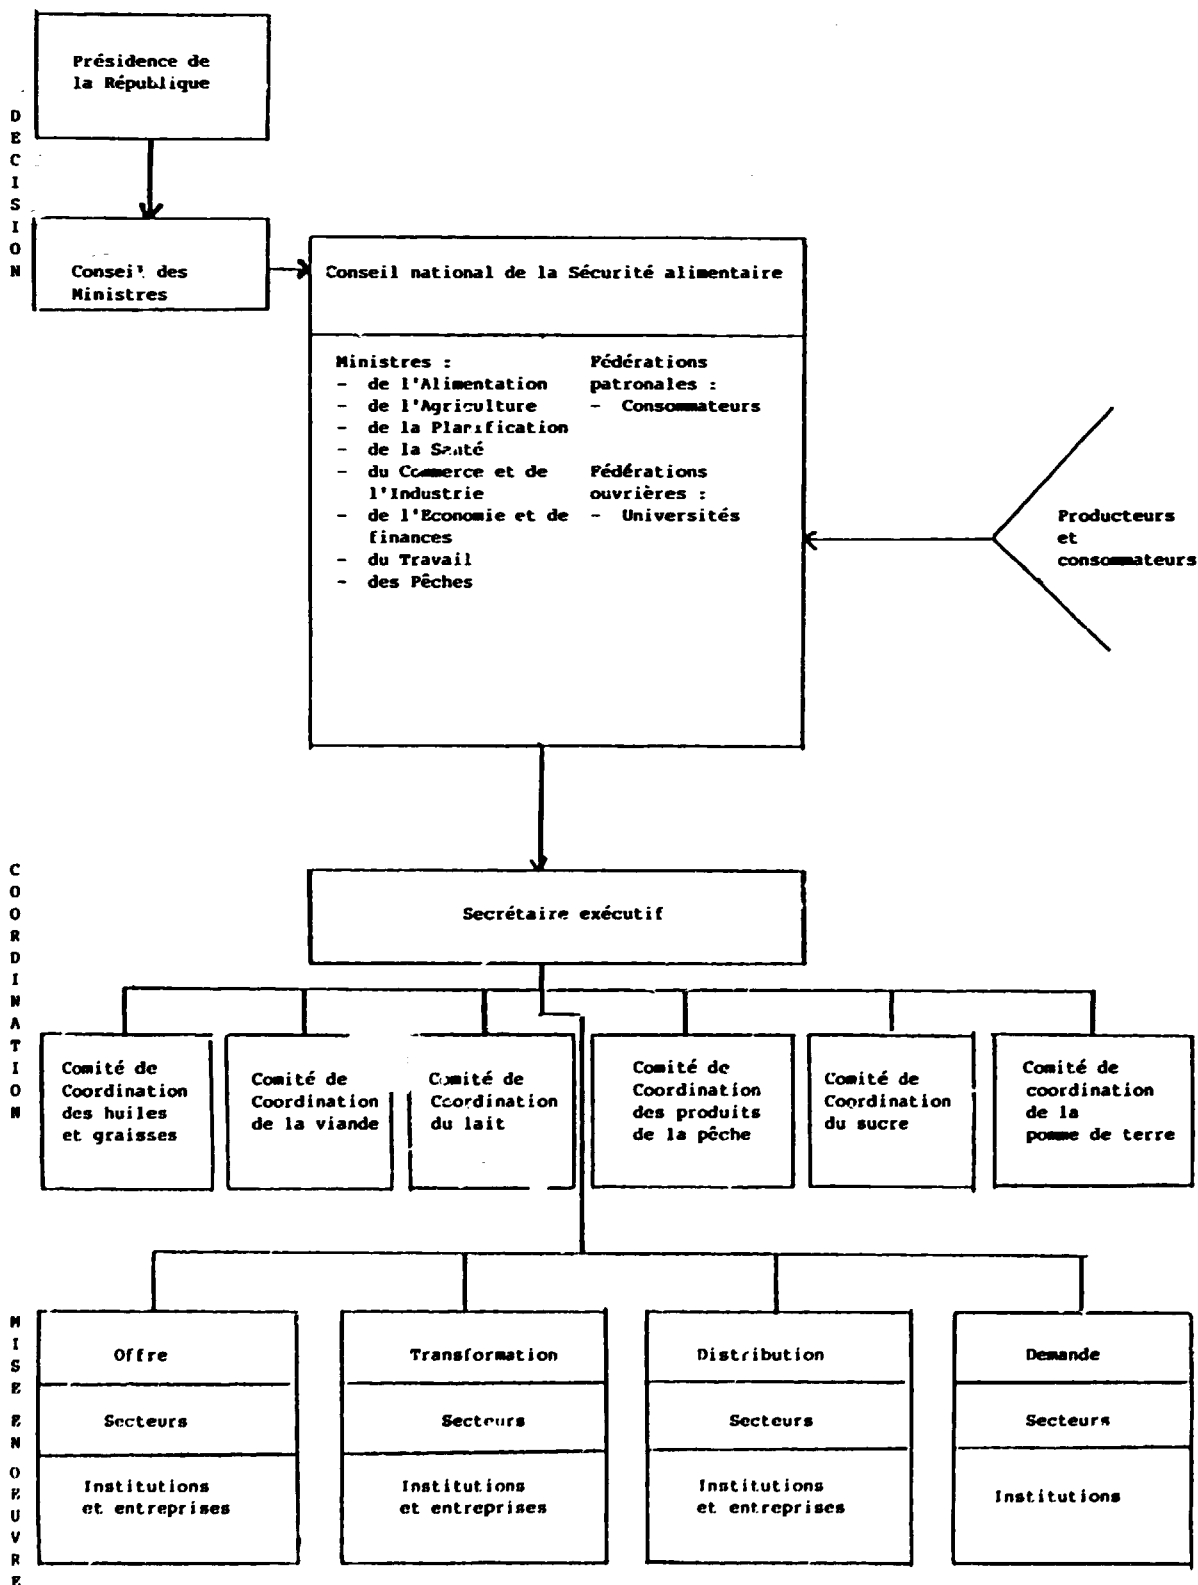 DECISION
Présidence de
la République
Conseil des
Ministres
Conseil national de la Sécurité alimentaire
Ministres :
- de l'Alimentation
- de l'Agriculture
- de la Planification
- de la Santé
- du Commerce et de
l'Industrie
- de l'Economie et de
finances
- du Travail
- des Pêches
Fédérations
patronales :
- Consommateurs
Fédérations
ouvrières :
- Universités
Producteurs
et
consommateurs
COORDINATION
Secrétaire exécutif
Comité de
Coordination
des huiles
et graisses
Comité de
Coordination
de la viande
Comité de
Coordination
du lait
Comité de
Coordination
des produits
de la pêche
Comité de
Coordination
du sucre
Comité de
coordination
de la
pomme de terre
MISE EN OEUVRE
Offre
Secteurs
Institutions
et entreprises
Transformation
Secteurs
Institutions
et entreprises
Distribution
Secteurs
Institutions
et entreprises
Demande
Secteurs
Institutions